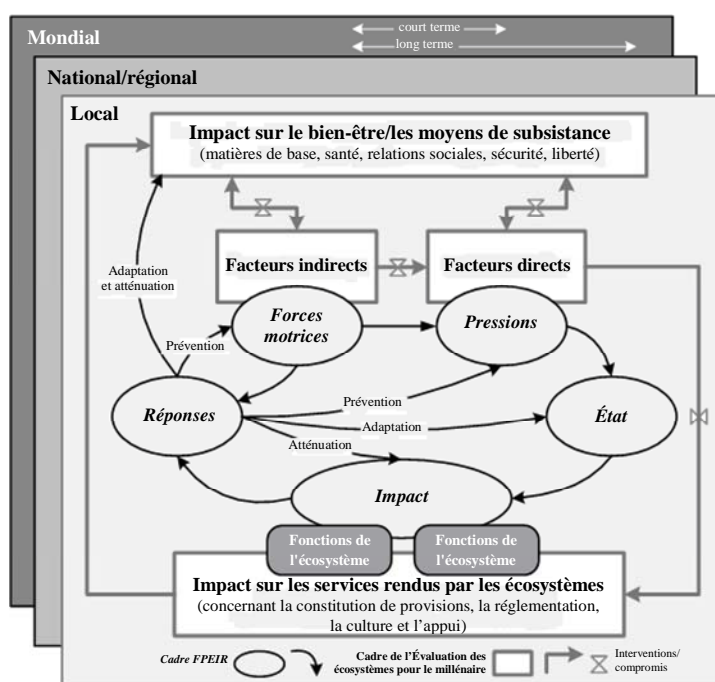 Mondial
court terme
long terme
National/régional
Local
Impact sur le bien-être/les moyens de subsistance
(matières de base, santé, relations sociales, sécurité, liberté)
Facteurs indirects
Facteurs directs
Adaptation
et atténuation
Forces
motrices
Pressions
Prévention
Réponses
Prévention
Adaptation
Atténuation
État
Impact
Fonctions de
l'écosystème
Fonctions de
l'écosystème
Impact sur les services rendus par les écosystèmes
(concernant la constitution de provisions, la réglementation,
la culture et l'appui)
Cadre FPEIR
Cadre de l'Évaluation des
écosystèmes pour le millénaire
Interventions/
compromis